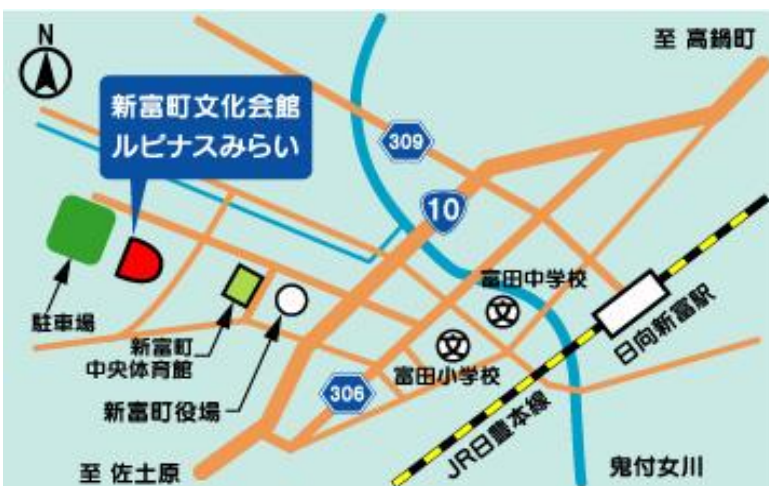 N
至 高鍋町
新富町文化会館
ルピナスみらい
309
10
富田中学校
駐車場
新富町
中央体育館
日向新富駅
富田小学校
306
新富町役場
JR日豊本線
至 佐土原
鬼付女川
文
文